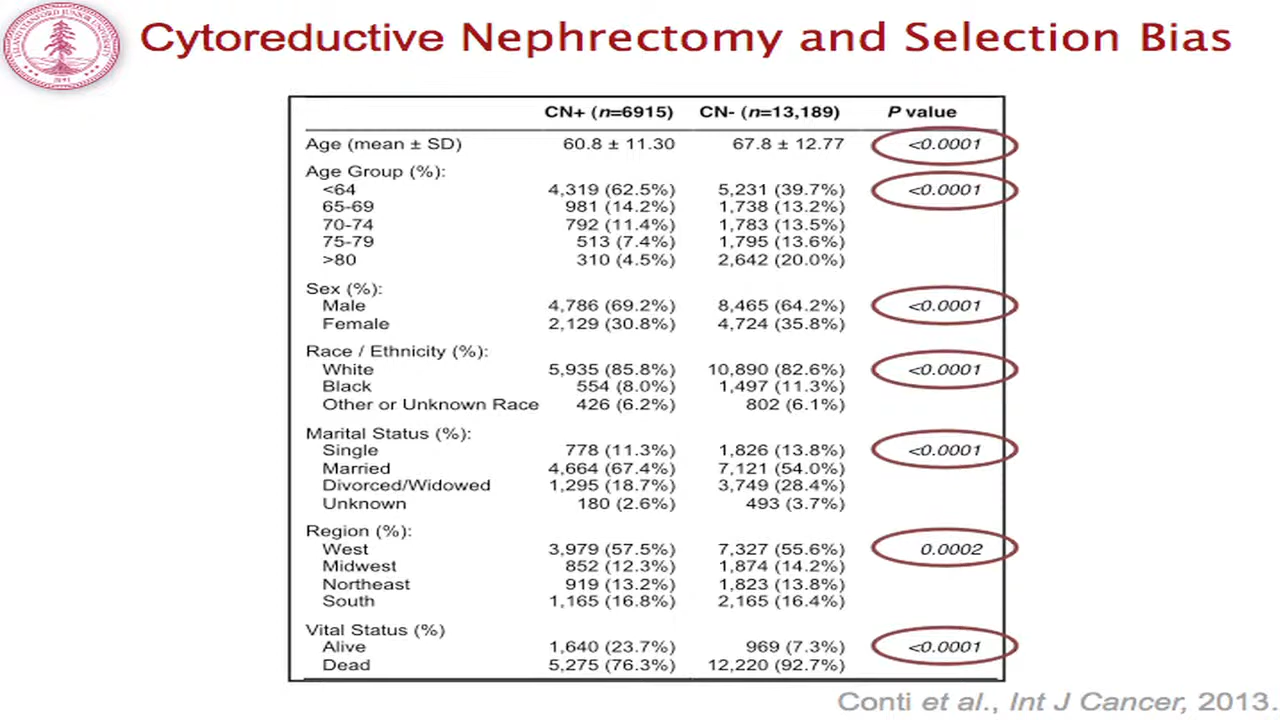 Cytoreductive Nephrectomy and Selection Bias
CN+ (n=6915) CN- (n=13,189) P value
Age (mean ± SD) 60.8 ± 11.30 67.8 ± 12.77 <0.0001
Age Group (%):
<64 4,319 (62.5%) 5,231 (39.7%) <0.0001
65-69 981 (14.2%) 1,738 (13.2%)
70-74 792 (11.4%) 1,783 (13.5%)
75-79 513 (7.4%) 1,795 (13.6%)
>80 310 (4.5%) 2,642 (20.0%)
Sex (%):
Male 4,786 (69.2%) 8,465 (64.2%) <0.0001
Female 2,129 (30.8%) 4,724 (35.8%)
Race / Ethnicity (%):
White 5,935 (85.8%) 10,890 (82.6%) <0.0001
Black 554 (8.0%) 1,497 (11.3%)
Other or Unknown Race 426 (6.2%) 802 (6.1%)
Marital Status (%):
Single 778 (11.3%) 1,826 (13.8%) <0.0001
Married 4,664 (67.4%) 7,121 (54.0%)
Divorced/Widowed 1,295 (18.7%) 3,749 (28.4%)
Unknown 180 (2.6%) 493 (3.7%)
Region (%):
West 3,979 (57.5%) 7,327 (55.6%) 0.0002
Midwest 852 (12.3%) 1,874 (14.2%)
Northeast 919 (13.2%) 1,823 (13.8%)
South 1,165 (16.8%) 2,165 (16.4%)
Vital Status (%)
Alive 1,640 (23.7%) 969 (7.3%) <0.0001
Dead 5,275 (76.3%) 12,220 (92.7%)
Conti et al., Int J Cancer, 2013.